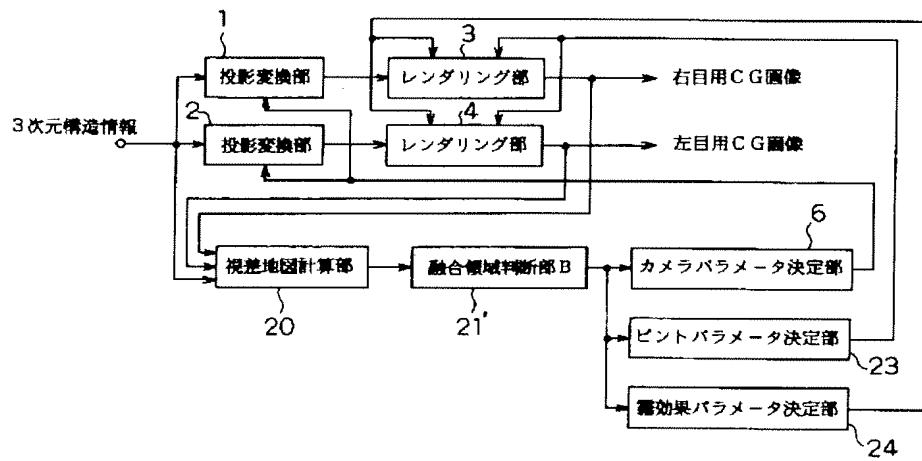 1
3
投影変換部
レンダリング部
右目用CG画像
3次元構造情報
2
4
投影変換部
レンダリング部
左目用CG画像
6
視差地図計算部
融合領域判断部B
カメラパラメータ決定部
20
21'
ピントパラメータ決定部
23
霧効果パラメータ決定部
24